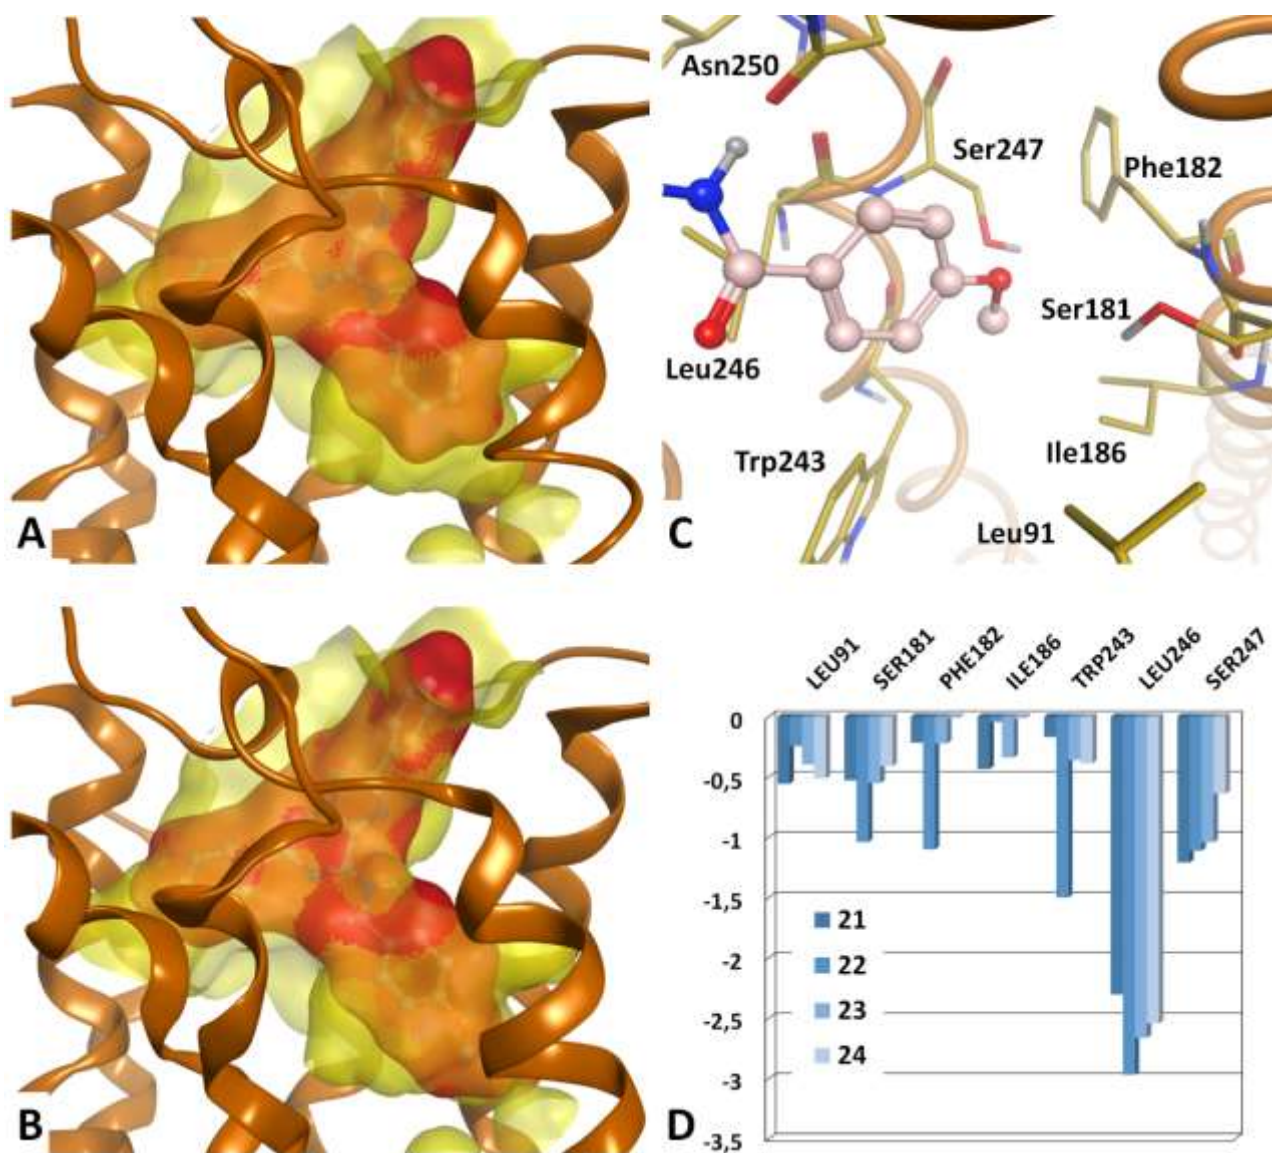 A
Asn250
Ser247
Phe182
Ser181
Leu246
Ile186
Trp243
Leu91
C
B
LEU91
SER181
PHE182
ILE186
TRP243
LEU246
SER247
0
-0,5
-1
-1,5
-2
-2,5
-3
-3,5
21
22
23
24
D